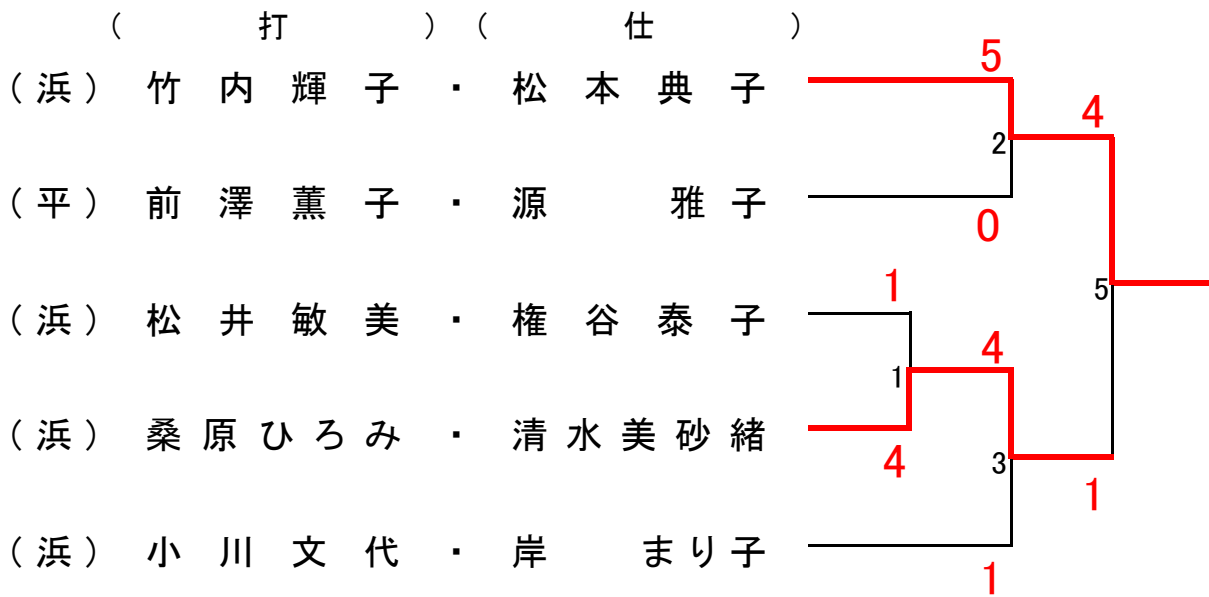 （　打　）（　仕　）
5
（浜）　竹内輝子・松本典子
4
2
（平）　前澤薫子・源　雅子
0
1
5
（浜）　松井敏美・権谷泰子
4
1
（浜）　桑原ひろみ・清水美砂緒
4
3
1
（浜）　小川文代・岸　まり子
1